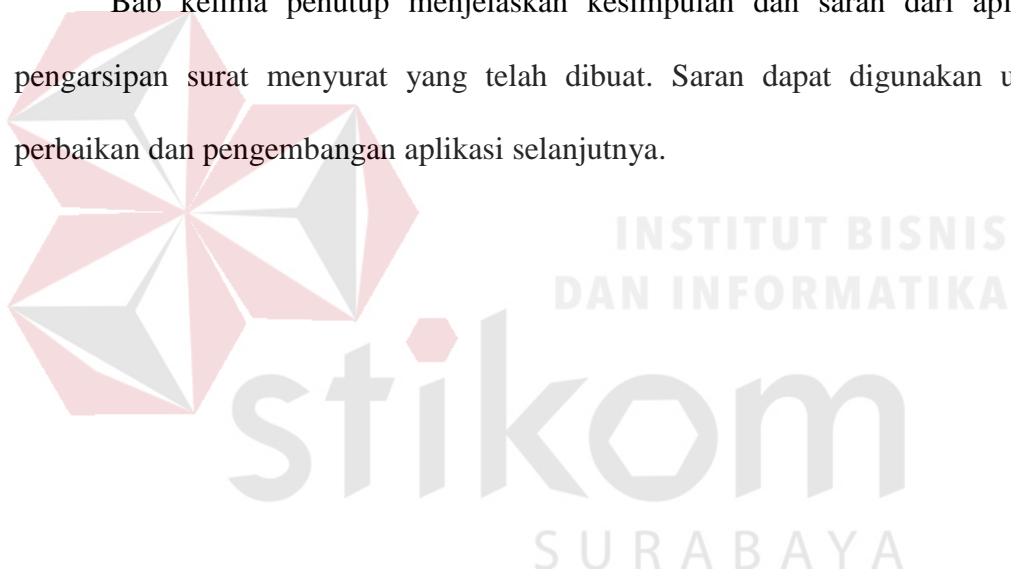 Bab kelima penutup menjelaskan kesimpulan dan saran dari
pengarsipan surat menyurat yang telah dibuat. Saran dapat digunakan
perbaikan dan pengembangan aplikasi selanjutnya.
INSTITUT BISNIS
DAN INFORMATIKA
stikom
SURABAYA